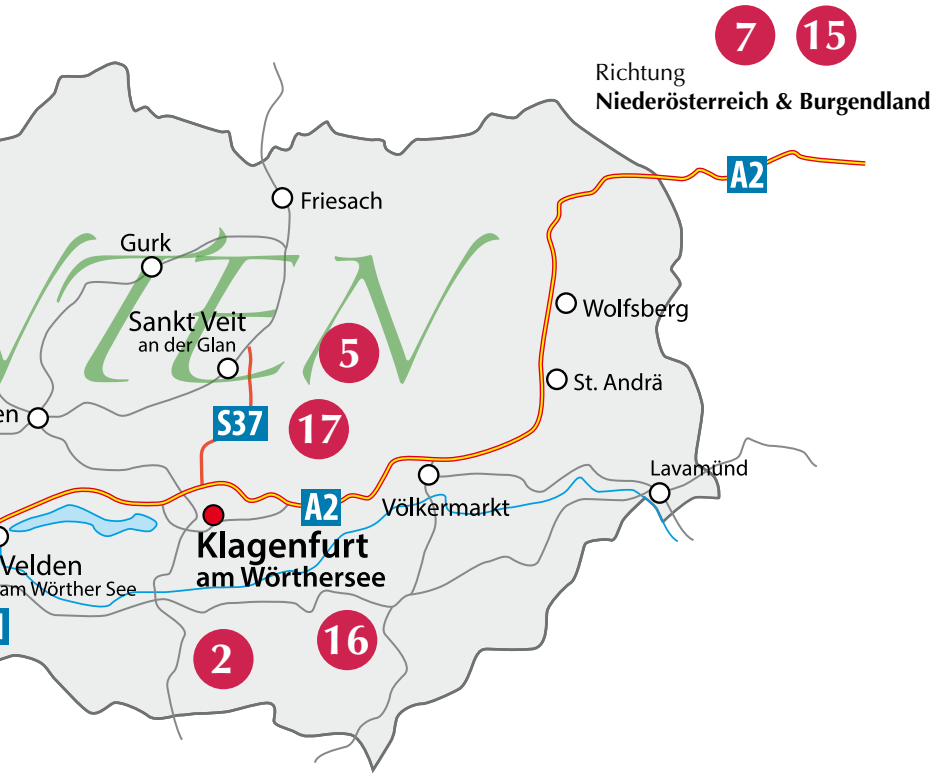 7 15
Richtung
Niederösterreich & Burgendland
A2
Friesach
Gurk
TEN
Wolfsberg
Sankt Veit
an der Glan
5
St. Andrä
en
S37
17
Lavamünd
A2
Völkermarkt
Klagenfurt
am Wörthersee
Velden
am Wörther See
16
2